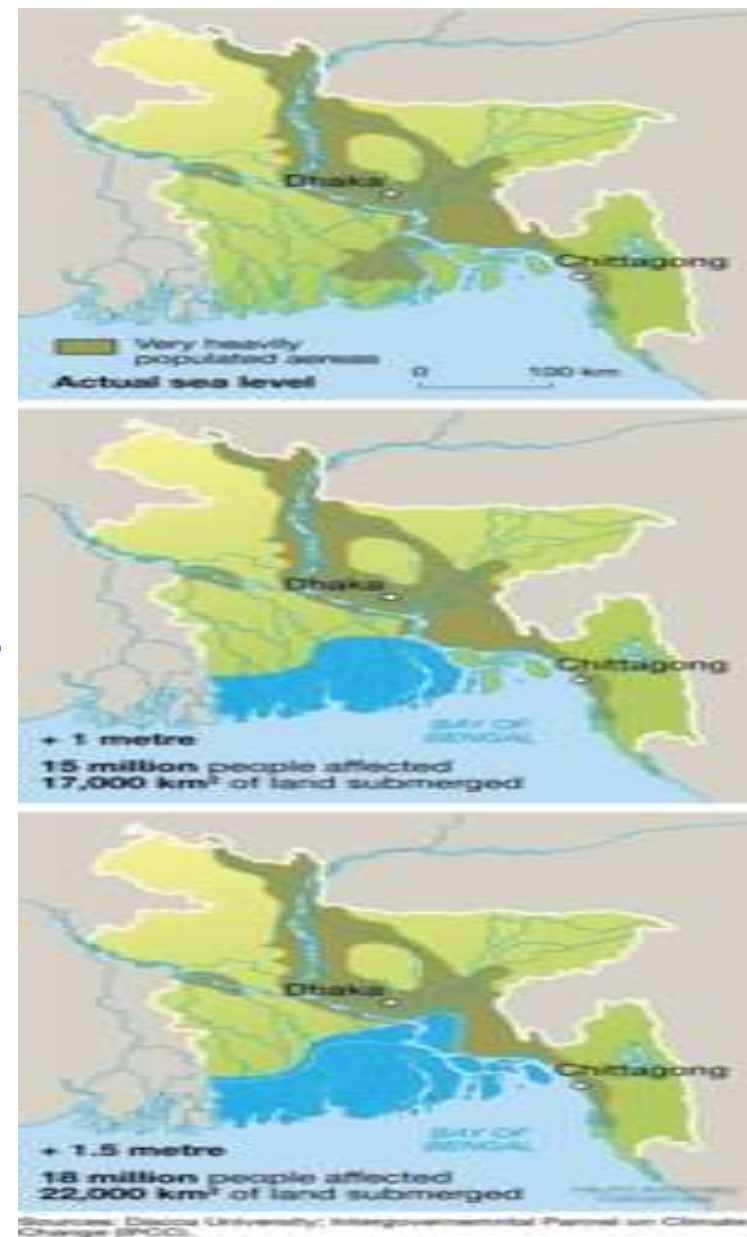 Dhaka
Chittagong
Very heavily
populated aereas
Actual sea level
0 100 km
Dhaka
Chittagong
BAY OF
BENGAL
+ 1 metre
15 million people affected
17,000 km² of land submerged
Dhaka
Chittagong
BAY OF
BENGAL
+ 1.5 metre
18 million people affected
22,000 km² of land submerged
Sources: Dacca University; Intergovernmental Panel on Climate
Change (IPCC).